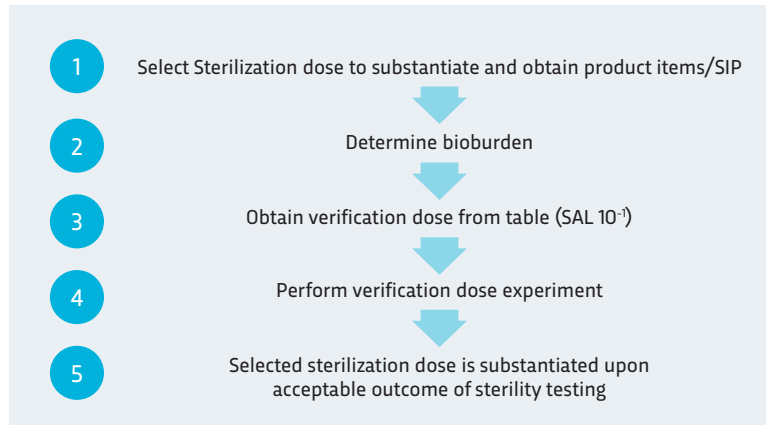 1
Select Sterilization dose to substantiate and obtain product items/SIP
2
Determine bioburden
3
Obtain verification dose from table (SAL 10⁻¹)
4
Perform verification dose experiment
5
Selected sterilization dose is substantiated upon
acceptable outcome of sterility testing